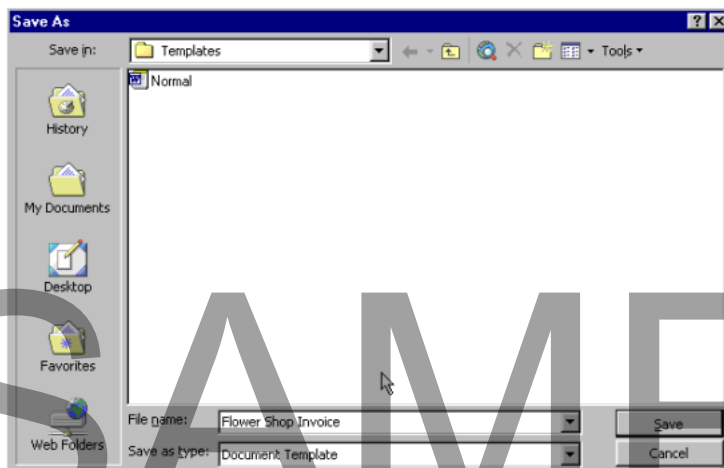 Save As
Save in: Templates Tools
Normal
History
My Documents
Desktop
Favorites
Web Folders
File name: Flower Shop Invoice Save
Save as type: Document Template Cancel